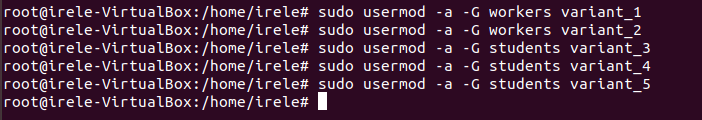 root@irele-VirtualBox:/home/irele# sudo usermod -a -G workers variant_1
root@irele-VirtualBox:/home/irele# sudo usermod -a -G workers variant_2
root@irele-VirtualBox:/home/irele# sudo usermod -a -G students variant_3
root@irele-VirtualBox:/home/irele# sudo usermod -a -G students variant_4
root@irele-VirtualBox:/home/irele# sudo usermod -a -G students variant_5
root@irele-VirtualBox:/home/irele#